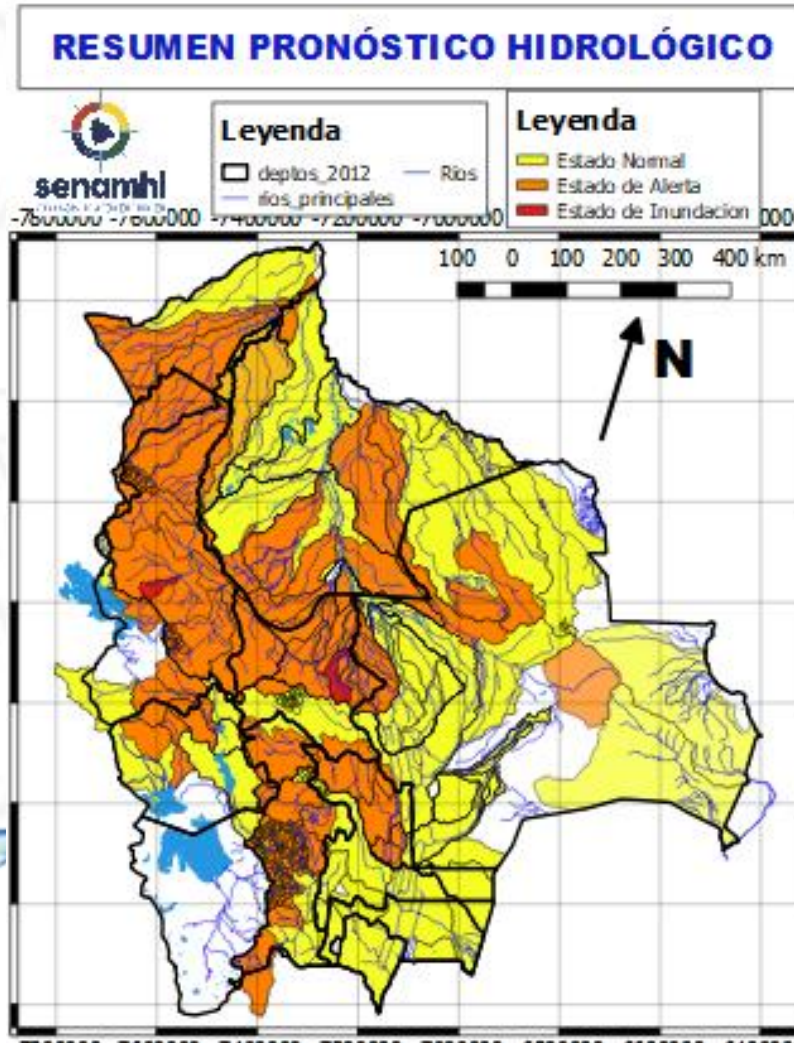 RESUMEN PRONÓSTICO HIDROLÓGICO
senamhi
Leyenda
deptos_2012
Rios
rios_principales
Leyenda
Estado Normal
Estado de Alerta
Estado de Inundacion
-7800000 -7600000 -7400000 -7200000 -7000000
100 0 100 200 300 400 km
N